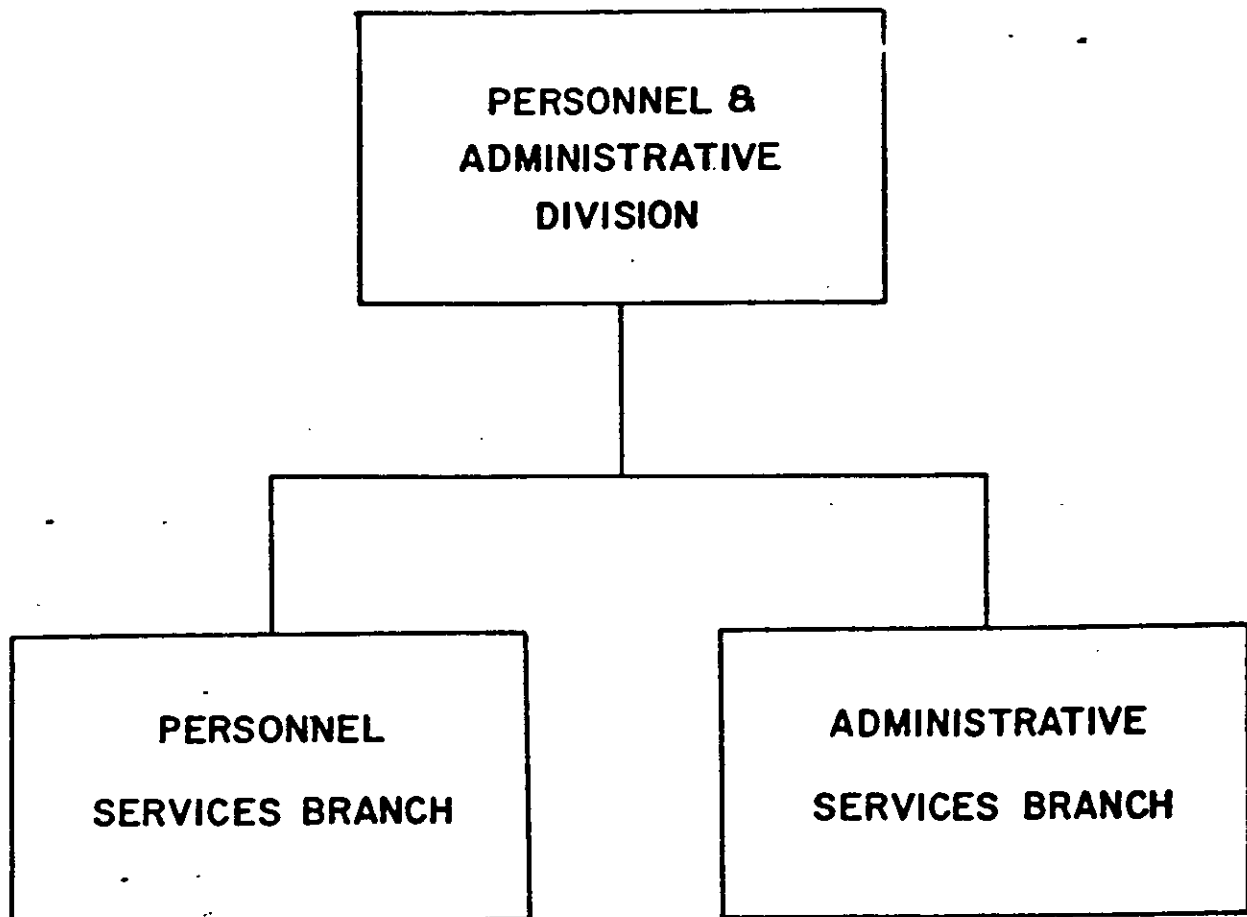 PERSONNEL &
ADMINISTRATIVE
DIVISION
PERSONNEL
SERVICES BRANCH
ADMINISTRATIVE
SERVICES BRANCH